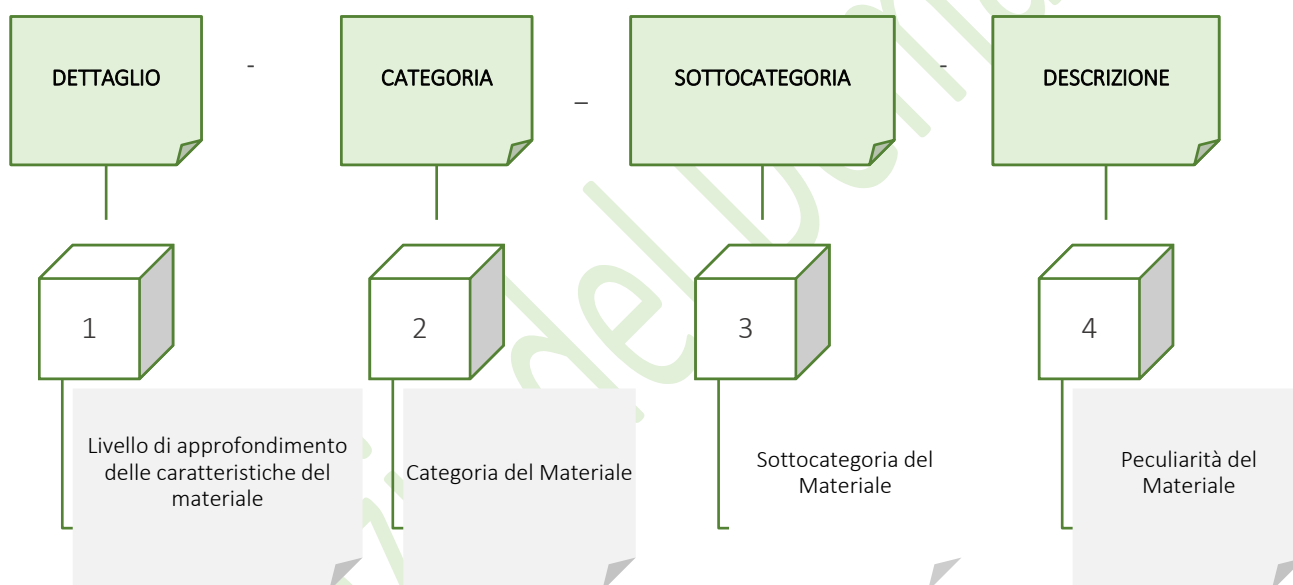 DETTAGLIO - CATEGORIA – SOTTOCATEGORIA - DESCRIZIONE
1 2 3 4
Livello di approfondimento
delle caratteristiche del
materiale
Categoria del Materiale
Sottocategoria del
Materiale
Peculiarità del
Materiale